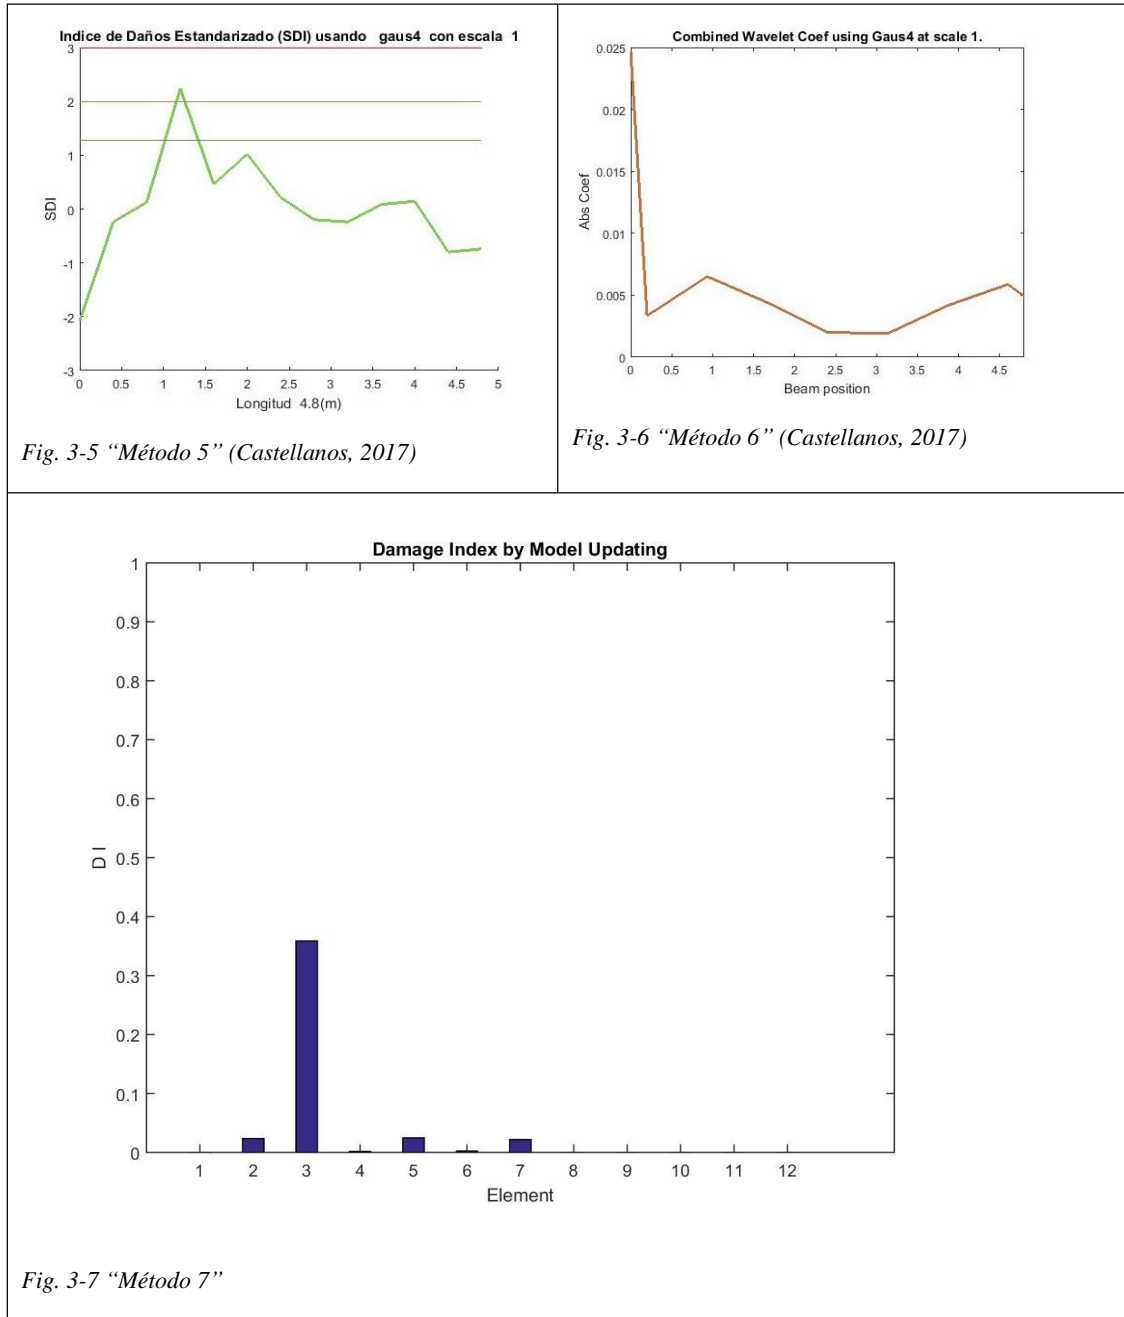 Indice de Daños Estandarizado (SDI) usando gaus4 con escala 1
3
2
1
0
-1
-2
-3
SDI
0 0.5 1 1.5 2 2.5 3 3.5 4 4.5 5
Longitud 4.8(m)
Fig. 3-5 “Método 5” (Castellanos, 2017)
Combined Wavelet Coef using Gaus4 at scale 1.
0.025
0.02
0.015
0.01
0.005
0
Abs Coef
0 0.5 1 1.5 2 2.5 3 3.5 4 4.5
Beam position
Fig. 3-6 “Método 6” (Castellanos, 2017)
Damage Index by Model Updating
1
0.9
0.8
0.7
0.6
0.5
0.4
0.3
0.2
0.1
0
D I
1 2 3 4 5 6 7 8 9 10 11 12
Element
Fig. 3-7 “Método 7”